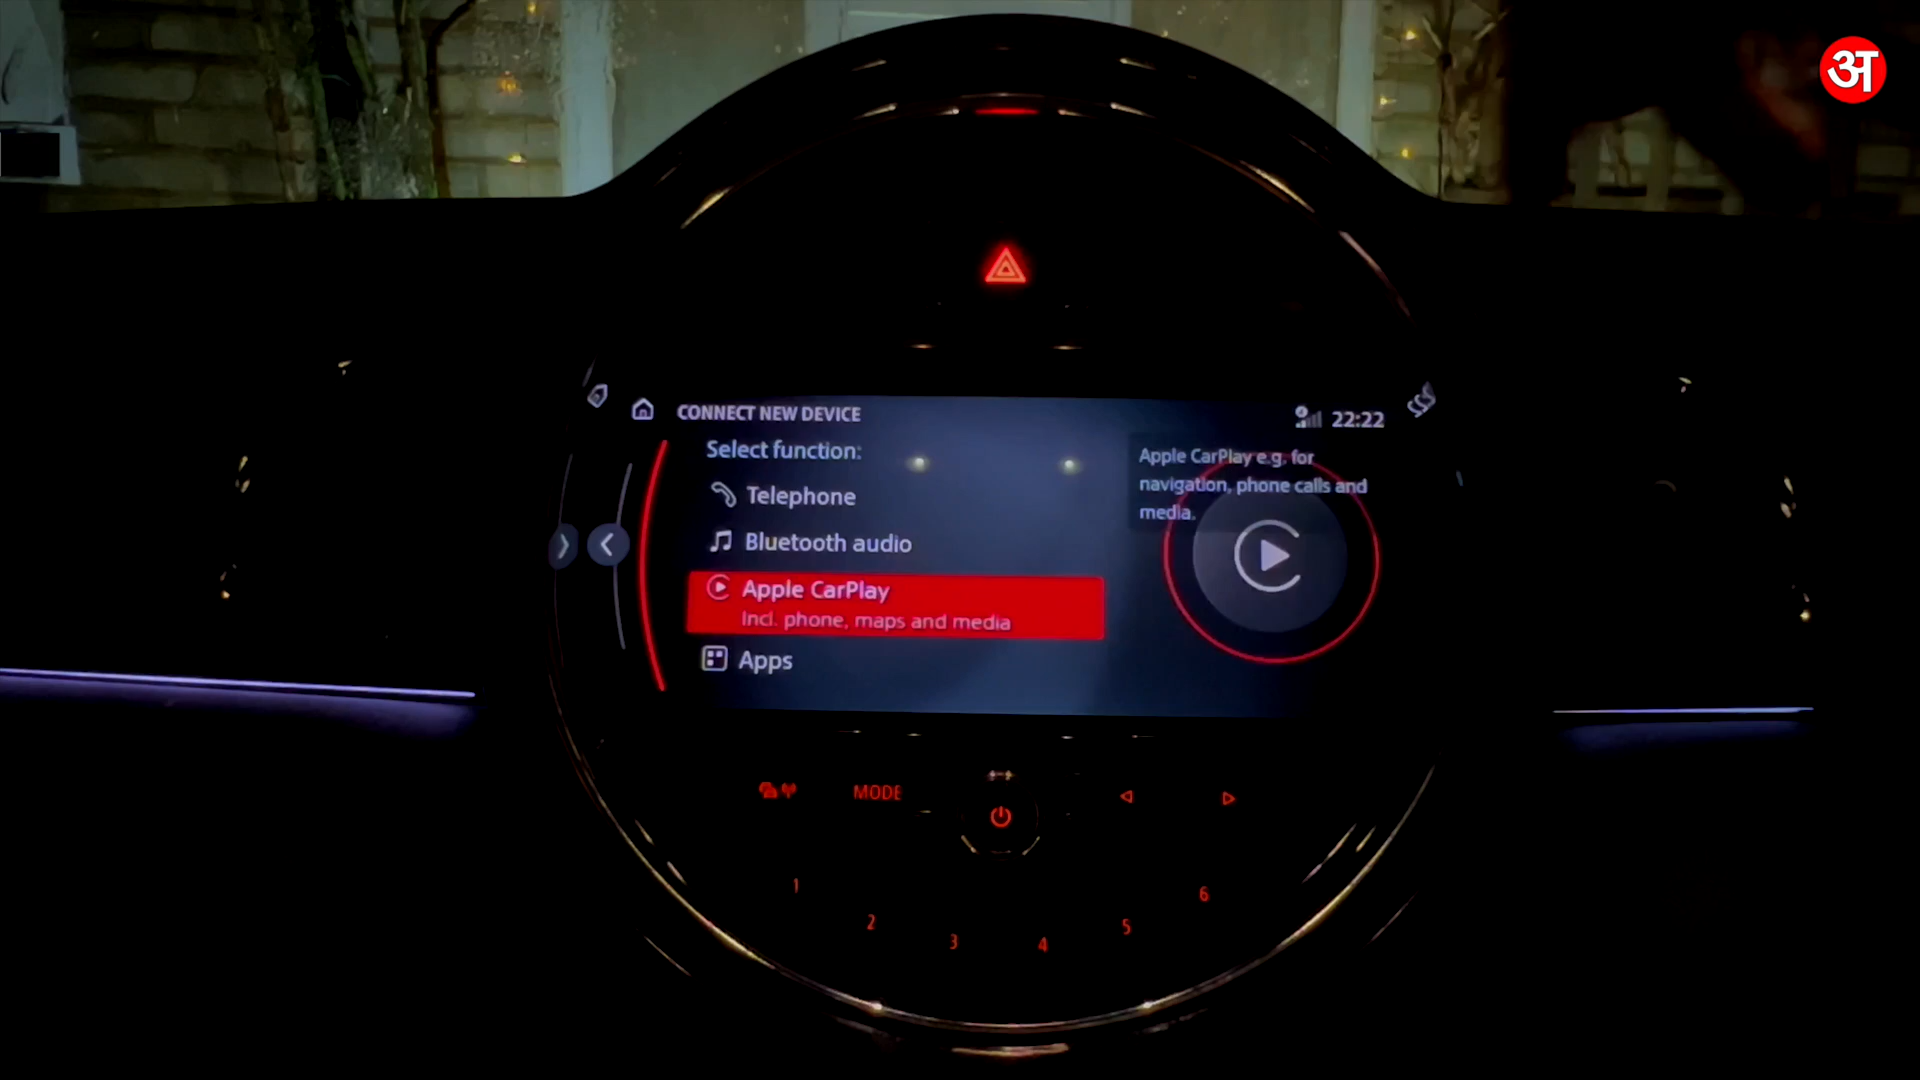 अ
CONNECT NEW DEVICE
22:22
Select function:
Telephone
Bluetooth audio
Apple CarPlay
Incl. phone, maps and media
Apps
Apple CarPlay e.g. for
navigation, phone calls and
media.
MODE
1
2
3
4
5
6